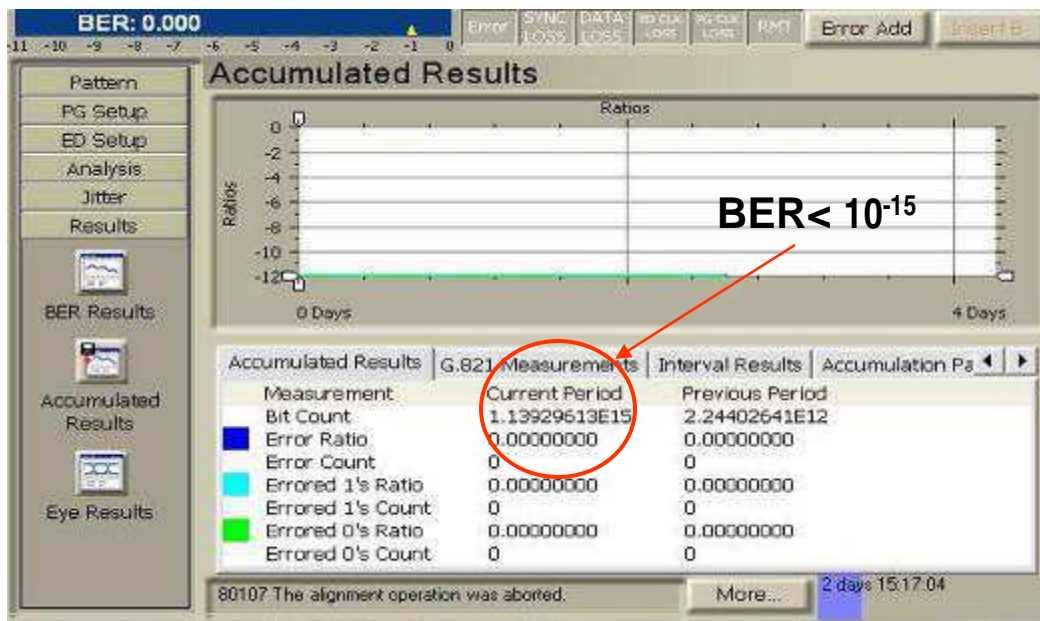 BER: 0.000
Error SYNC LOSS DATA LOSS ED CLK LOSS PG CLK LOSS RMT Error Add
-11 -10 -9 -8 -7 -6 -5 -4 -3 -2 -1 0
Pattern
PG Setup
ED Setup
Analysis
Jitter
Results
BER Results
Accumulated
Results
Eye Results
Accumulated Results
Ratios
Ratios
0
-2
-4
-6
-8
-10
-12
0 Days
4 Days
BER< 10⁻¹⁵
Accumulated Results G.821 Measurements Interval Results Accumulation Pa
Measurement Current Period Previous Period
Bit Count 1.13929613E15 2.24402641E12
Error Ratio 0.00000000 0.00000000
Error Count 0 0
Errored 1's Ratio 0.00000000 0.00000000
Errored 1's Count 0 0
Errored 0's Ratio 0.00000000 0.00000000
Errored 0's Count 0 0
80107 The alignment operation was aborted. More... 2 days 15:17:04